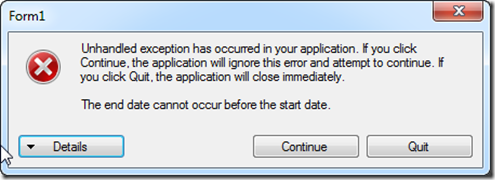 Form1
Unhandled exception has occurred in your application. If you click
Continue, the application will ignore this error and attempt to continue. If
you click Quit, the application will close immediately.
The end date cannot occur before the start date.
Details
Continue
Quit